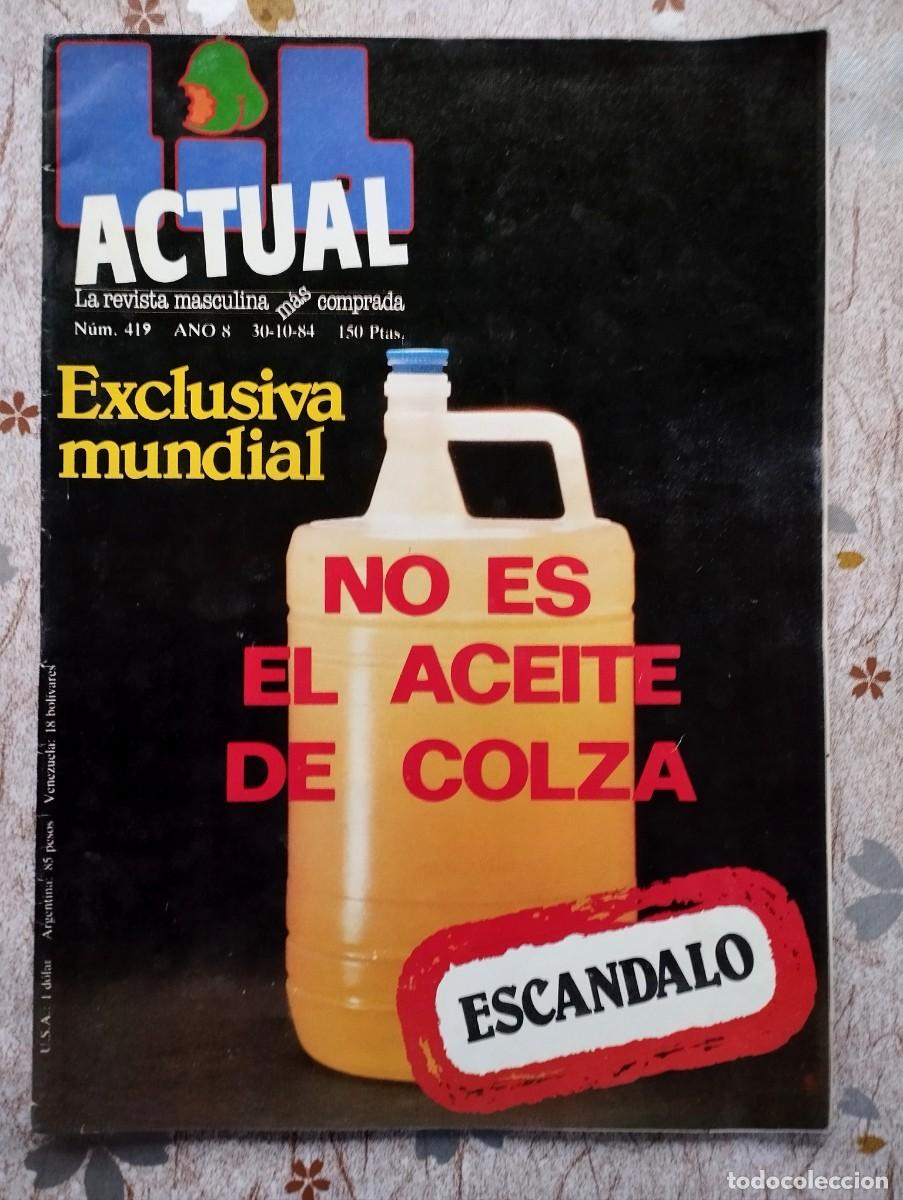 Lib
ACTUAL
La revista masculina más comprada
Núm. 419 AÑO 8 30-10-84 150 Ptas.
Exclusiva
mundial
NO ES
EL ACEITE
DE COLZA
ESCANDALO
U.S.A.: 1 dólar Argentina: 85 pesos Venezuela: 18 bolívares
todocoleccion